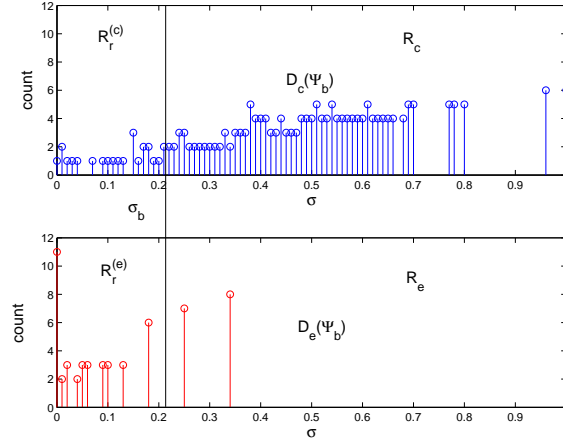 12
R_r^(c)
R_c
10
8
D_c(Ψ_b)
count
6
4
2
0
0 0.1 0.2 0.3 0.4 0.5 0.6 0.7 0.8 0.9
σ_b
σ
12
R_r^(e)
R_e
10
8
D_e(Ψ_b)
count
6
4
2
0
0 0.1 0.2 0.3 0.4 0.5 0.6 0.7 0.8 0.9
σ